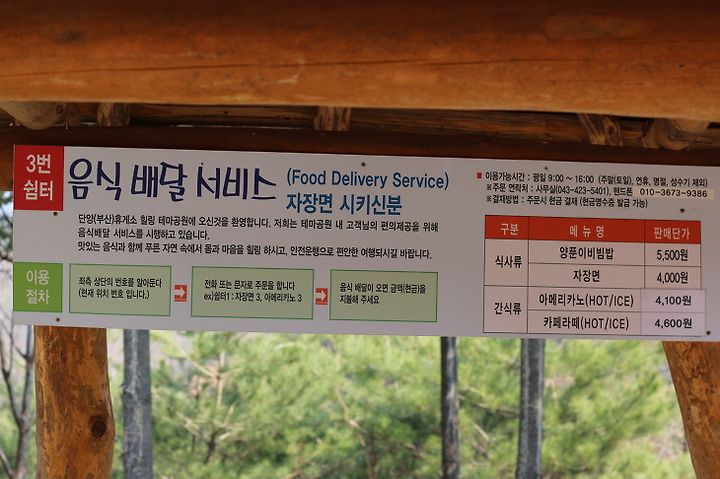 3번
쉼터
음식 배달 서비스
(Food Delivery Service)
자장면 시키신분
단양(부산)휴게소 힐링 테마공원에 오신것을 환영합니다. 저희는 테마공원 내 고객님의 편의제공을 위해
음식배달 서비스를 시행하고 있습니다.
맛있는 음식과 함께 푸른 자연 속에서 몸과 마음을 힐링 하시고, 안전운행으로 편안한 여행되시길 바랍니다.
■ 이용가능시간 : 평일 9:00 ~ 16:00 (주말(토일), 연휴, 명절, 성수기 제외)
※주문 연락처 : 사무실(043-423-5401), 핸드폰 010-3673-9386
※결재방법 : 주문시 현금 결재 (현금영수증 발급 가능)
이용
절차
좌측 상단의 번호를 알아둔다
(현재 위치 번호 입니다.)
전화 또는 문자로 주문을 합니다
ex)쉼터1 : 자장면 3, 아메리카노 3
음식 배달이 오면 금액(현금)을
지불해 주세요
구분 메 뉴 명 판매단가
식사류 양푼이비빔밥 5,500원
자장면 4,000원
간식류 아메리카노(HOT/ICE) 4,100원
카페라떼(HOT/ICE) 4,600원